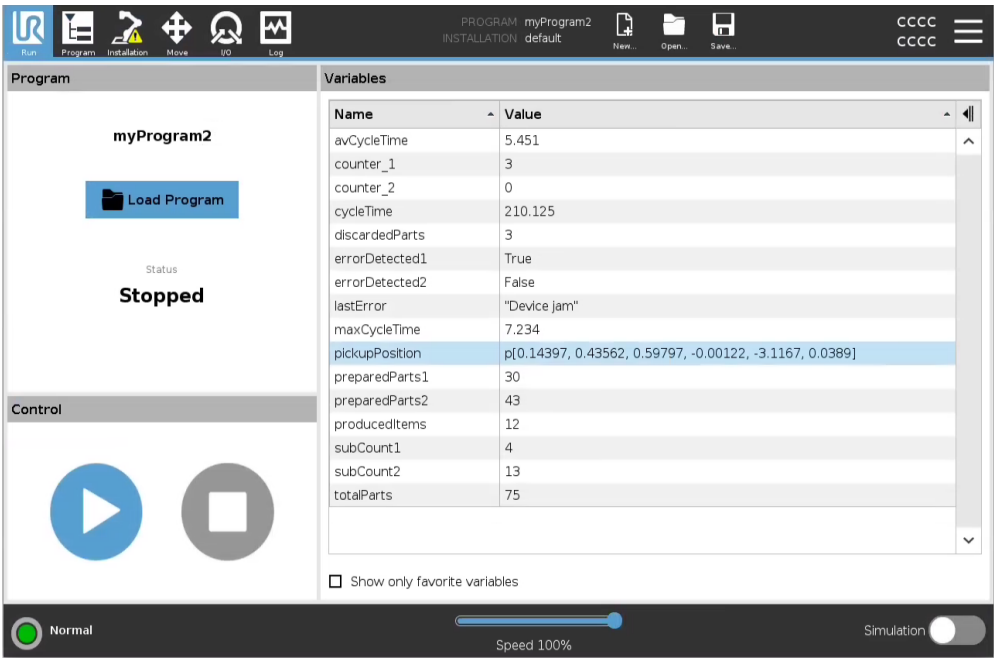 UR
PROGRAM myProgram2
INSTALLATION default
CCCC
CCCC
Run Program Installation Move I/O Log New... Open... Save...
Program
myProgram2
Load Program
Status
Stopped
Control
Variables
Name Value
avCycleTime 5.451
counter_1 3
counter_2 0
cycleTime 210.125
discardedParts 3
errorDetected1 True
errorDetected2 False
lastError "Device jam"
maxCycleTime 7.234
pickupPosition p[0.14397, 0.43562, 0.59797, -0.00122, -3.1167, 0.0389]
preparedParts1 30
preparedParts2 43
producedItems 12
subCount1 4
subCount2 13
totalParts 75
Show only favorite variables
Normal
Speed 100%
Simulation